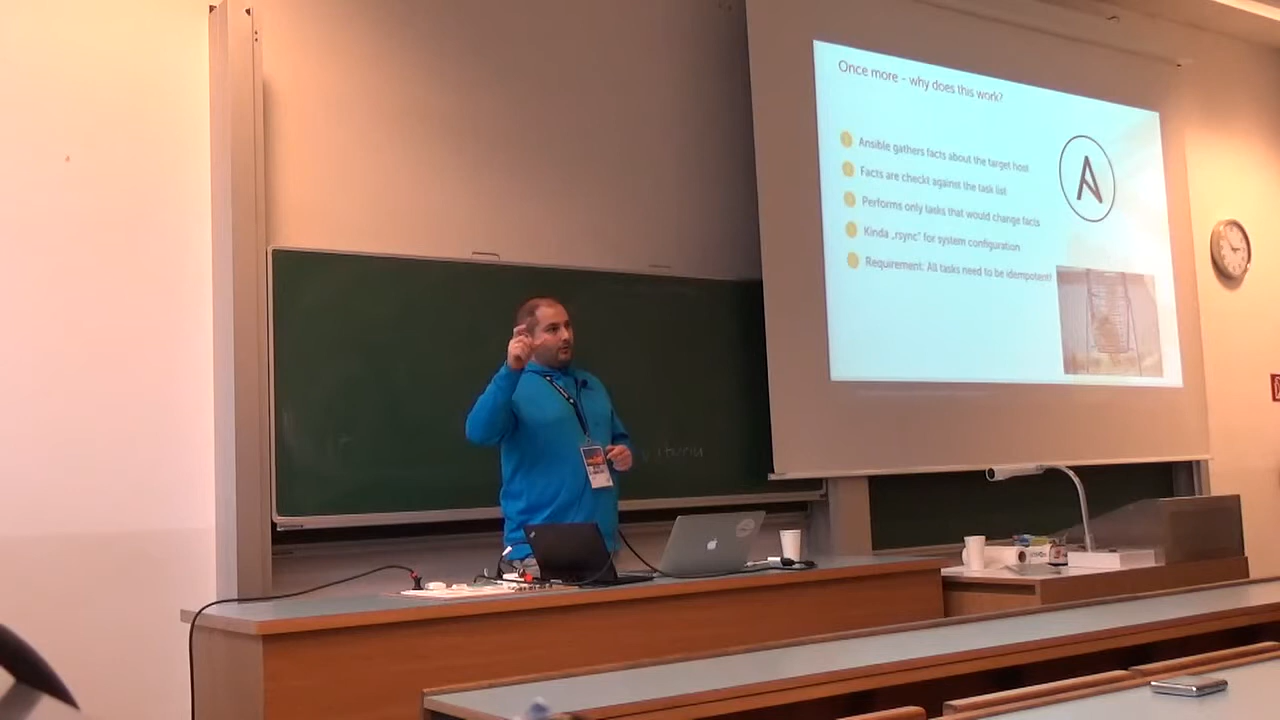 Once more – why does this work?
Ansible gathers facts about the target host
Facts are checkt against the task list
Performs only tasks that would change facts
Kinda „rsync” for system configuration
Requirement: All tasks need to be idempotent!